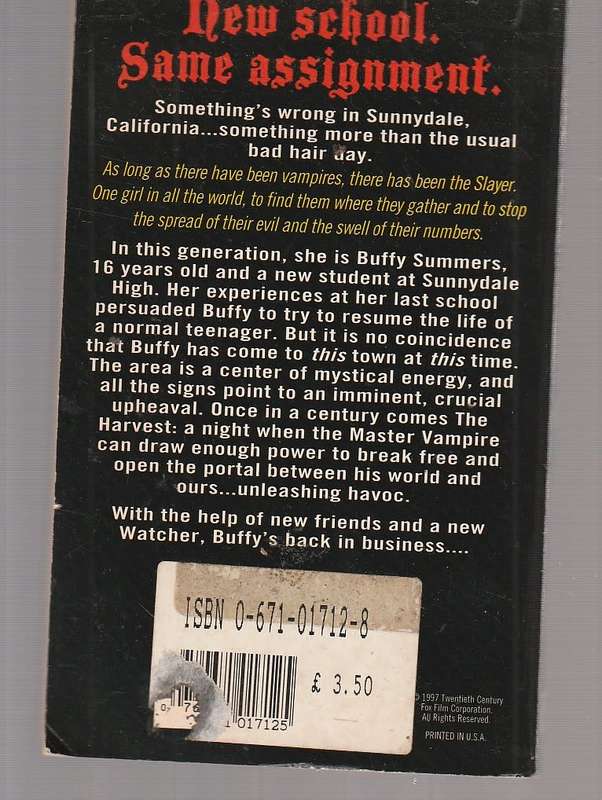 New school.
Same assignment.
Something's wrong in Sunnydale,
California...something more than the usual
bad hair day.
As long as there have been vampires, there has been the Slayer.
One girl in all the world, to find them where they gather and to stop
the spread of their evil and the swell of their numbers.
In this generation, she is Buffy Summers,
16 years old and a new student at Sunnydale
High. Her experiences at her last school
persuaded Buffy to try to resume the life of
a normal teenager. But it is no coincidence
that Buffy has come to this town at this time.
The area is a center of mystical energy, and
all the signs point to an imminent, crucial
upheaval. Once in a century comes The
Harvest: a night when the Master Vampire
can draw enough power to break free and
open the portal between his world and
ours...unleashing havoc.
With the help of new friends and a new
Watcher, Buffy's back in business....
ISBN 0-671-01712-8
£ 3.50
0 76
017125
© 1997 Twentieth Century
Fox Film Corporation.
All Rights Reserved.
PRINTED IN U.S.A.